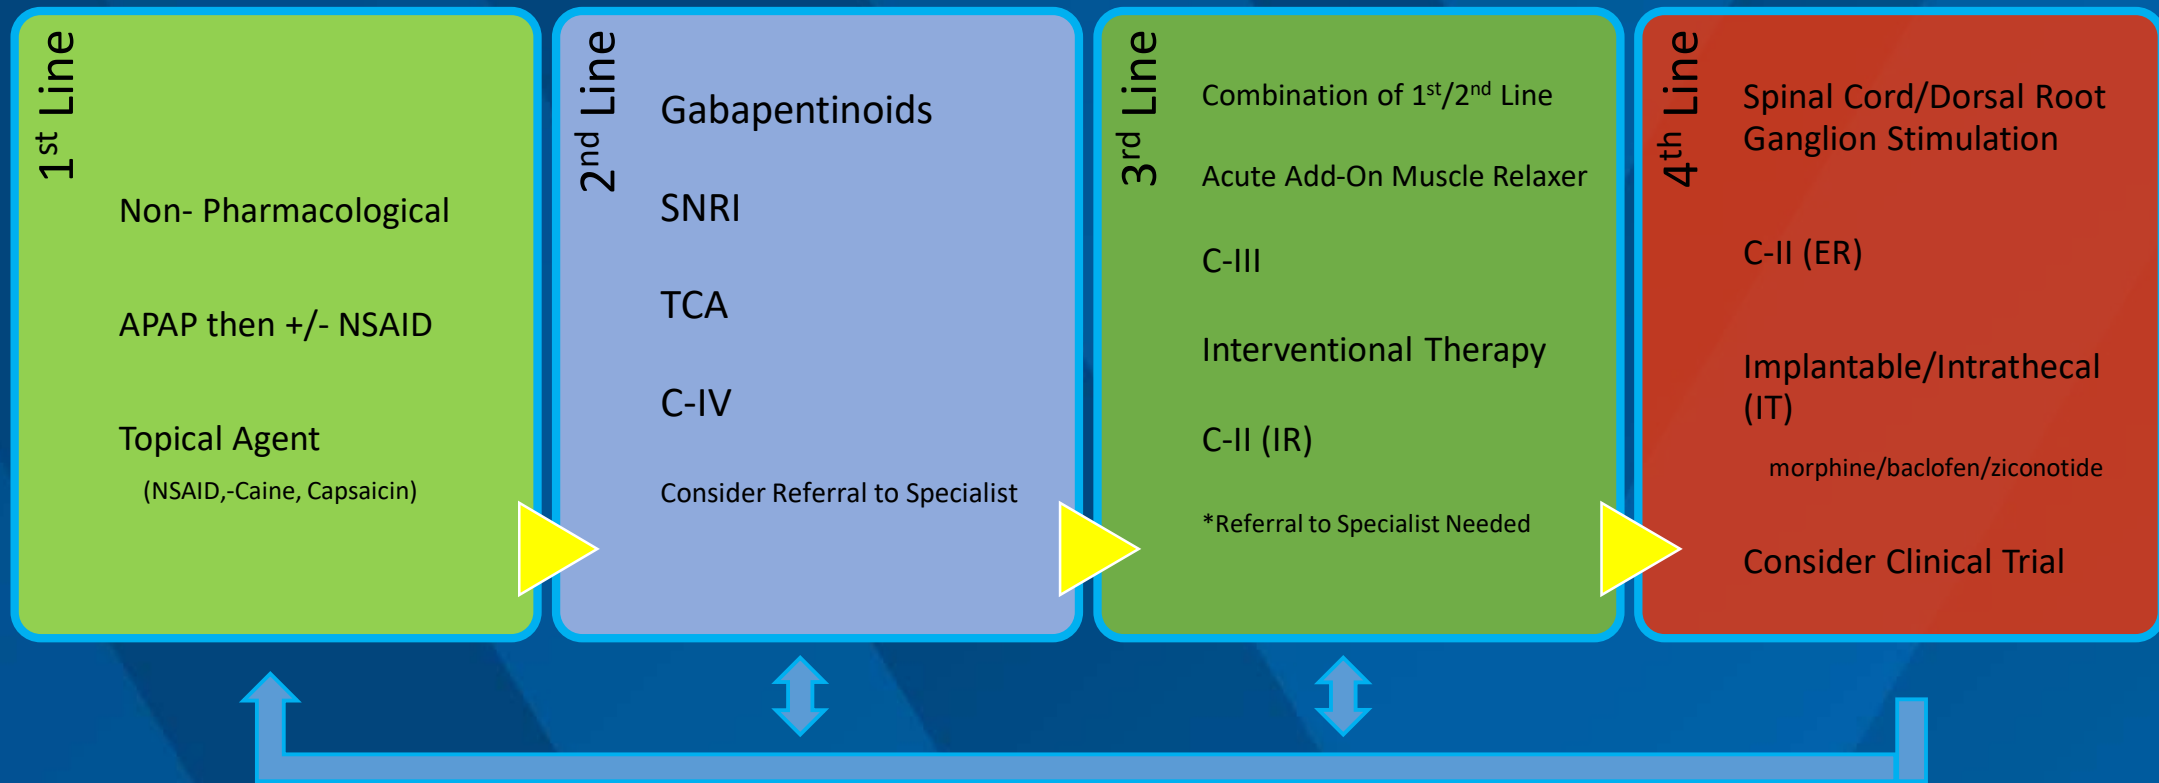 1st Line
Non- Pharmacological
APAP then +/- NSAID
Topical Agent
(NSAID,-Caine, Capsaicin)
2nd Line
Gabapentinoids
SNRI
TCA
C-IV
Consider Referral to Specialist
3rd Line
Combination of 1st/2nd Line
Acute Add-On Muscle Relaxer
C-III
Interventional Therapy
C-II (IR)
*Referral to Specialist Needed
4th Line
Spinal Cord/Dorsal Root
Ganglion Stimulation
C-II (ER)
Implantable/Intrathecal
(IT)
morphine/baclofen/ziconotide
Consider Clinical Trial